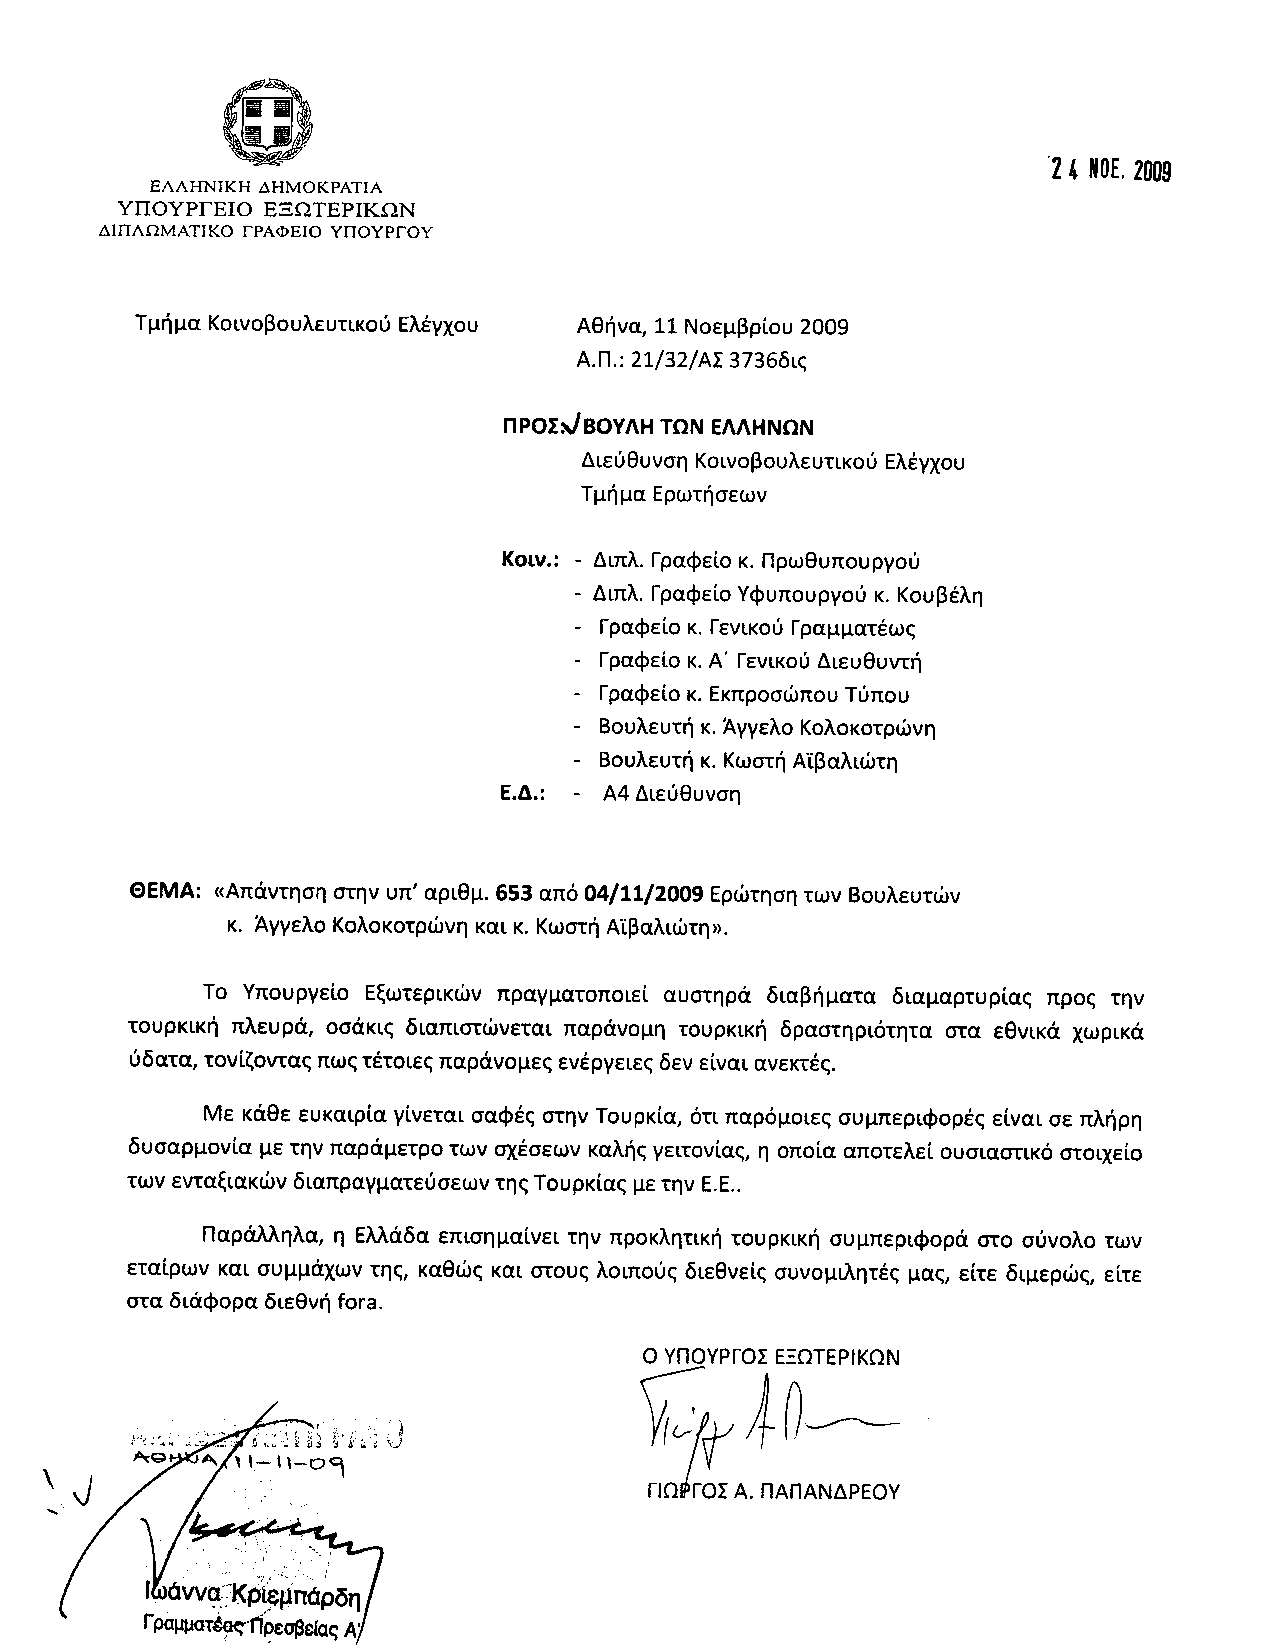 24 ΝΟΕ. 2009
ΕΛΛΗΝΙΚΗ ΔΗΜΟΚΡΑΤΙΑ
ΥΠΟΥΡΓΕΙΟ ΕΞΩΤΕΡΙΚΩΝ
ΔΙΠΛΩΜΑΤΙΚΟ ΓΡΑΦΕΙΟ ΥΠΟΥΡΓΟΥ
Τμήμα Κοινοβουλευτικού Ελέγχου
Αθήνα, 11 Νοεμβρίου 2009
Α.Π.: 21/32/ΑΣ 3736δις
ΠΡΟΣ: ΒΟΥΛΗ ΤΩΝ ΕΛΛΗΝΩΝ
Διεύθυνση Κοινοβουλευτικού Ελέγχου
Τμήμα Ερωτήσεων
Κοιν.: - Διπλ. Γραφείο κ. Πρωθυπουργού
- Διπλ. Γραφείο Υφυπουργού κ. Κουβέλη
- Γραφείο κ. Γενικού Γραμματέως
- Γραφείο κ. Α΄ Γενικού Διευθυντή
- Γραφείο κ. Εκπροσώπου Τύπου
- Βουλευτή κ. Άγγελο Κολοκοτρώνη
- Βουλευτή κ. Κωστή Αϊβαλιώτη
Ε.Δ.: - Α4 Διεύθυνση
ΘΕΜΑ: «Απάντηση στην υπ’ αριθμ. 653 από 04/11/2009 Ερώτηση των Βουλευτών
κ. Άγγελο Κολοκοτρώνη και κ. Κωστή Αϊβαλιώτη».
Το Υπουργείο Εξωτερικών πραγματοποιεί αυστηρά διαβήματα διαμαρτυρίας προς την
τουρκική πλευρά, οσάκις διαπιστώνεται παράνομη τουρκική δραστηριότητα στα εθνικά χωρικά
ύδατα, τονίζοντας πως τέτοιες παράνομες ενέργειες δεν είναι ανεκτές.
Με κάθε ευκαιρία γίνεται σαφές στην Τουρκία, ότι παρόμοιες συμπεριφορές είναι σε πλήρη
δυσαρμονία με την παράμετρο των σχέσεων καλής γειτονίας, η οποία αποτελεί ουσιαστικό στοιχείο
των ενταξιακών διαπραγματεύσεων της Τουρκίας με την Ε.Ε..
Παράλληλα, η Ελλάδα επισημαίνει την προκλητική τουρκική συμπεριφορά στο σύνολο των
εταίρων και συμμάχων της, καθώς και στους λοιπούς διεθνείς συνομιλητές μας, είτε διμερώς, είτε
στα διάφορα διεθνή fora.
Ο ΥΠΟΥΡΓΟΣ ΕΞΩΤΕΡΙΚΩΝ
ΓΙΩΡΓΟΣ Α. ΠΑΠΑΝΔΡΕΟΥ
ΑΘΗΝΑ 11-11-09
Ιωάννα Κριεμπάρδη
Γραμματέας Πρεσβείας Α'